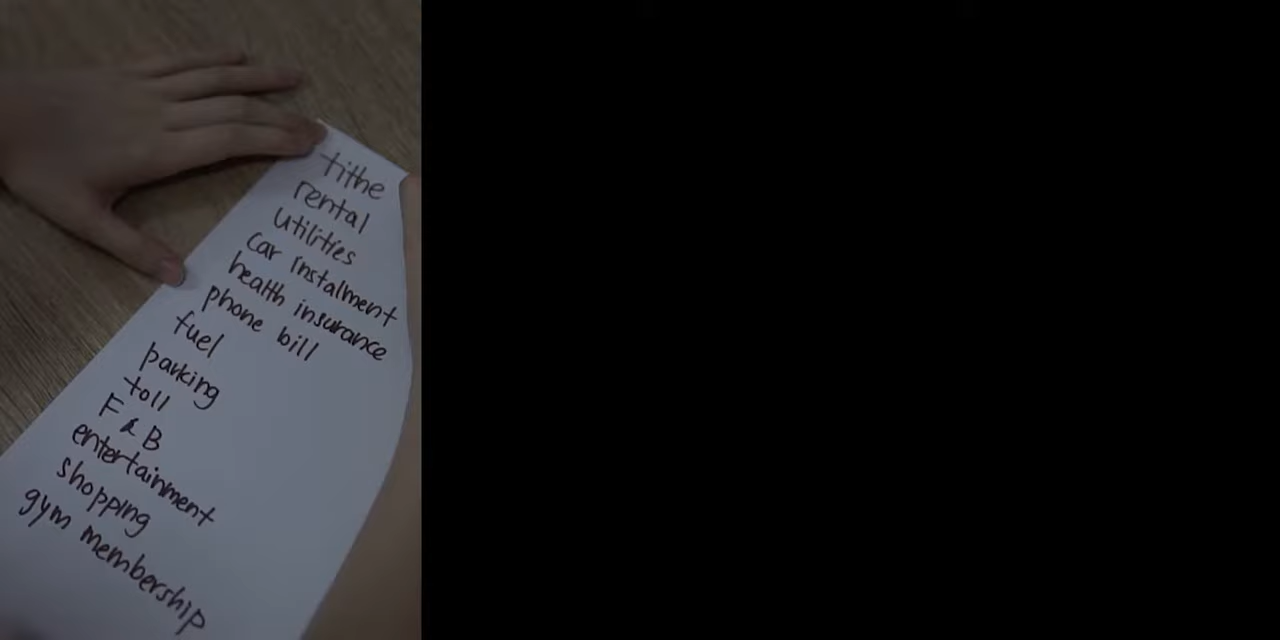 tithe
rental
utilities
car instalment
health insurance
phone bill
fuel
parking
toll
F & B
entertainment
shopping
gym membership